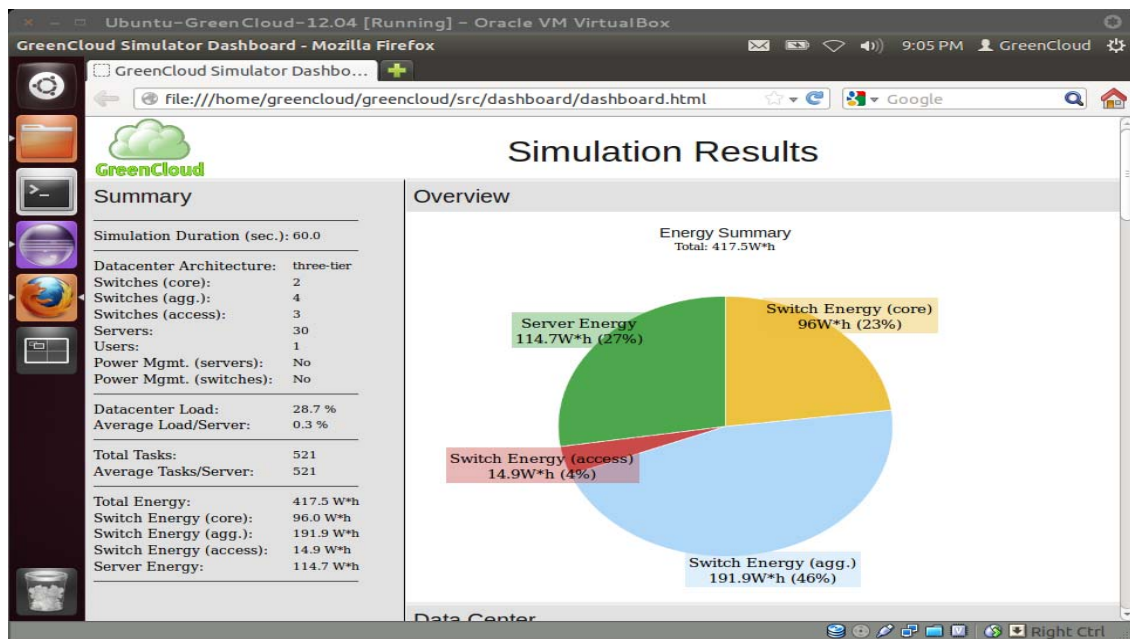 Ubuntu-GreenCloud-12.04 [Running] - Oracle VM VirtualBox
GreenCloud Simulator Dashboard - Mozilla Firefox
9:05 PM
GreenCloud
GreenCloud Simulator Dashbo...
file:///home/greencloud/greencloud/src/dashboard/dashboard.html
Google
GreenCloud
Simulation Results
Summary
Simulation Duration (sec.): 60.0
Datacenter Architecture: three-tier
Switches (core): 2
Switches (agg.): 4
Switches (access): 3
Servers: 30
Users: 1
Power Mgmt. (servers): No
Power Mgmt. (switches): No
Datacenter Load: 28.7 %
Average Load/Server: 0.3 %
Total Tasks: 521
Average Tasks/Server: 521
Total Energy: 417.5 W*h
Switch Energy (core): 96.0 W*h
Switch Energy (agg.): 191.9 W*h
Switch Energy (access): 14.9 W*h
Server Energy: 114.7 W*h
Overview
Energy Summary
Total: 417.5W*h
Switch Energy (core)
96W*h (23%)
Server Energy
114.7W*h (27%)
Switch Energy (access)
14.9W*h (4%)
Switch Energy (agg.)
191.9W*h (46%)
Data Center
Right Ctrl